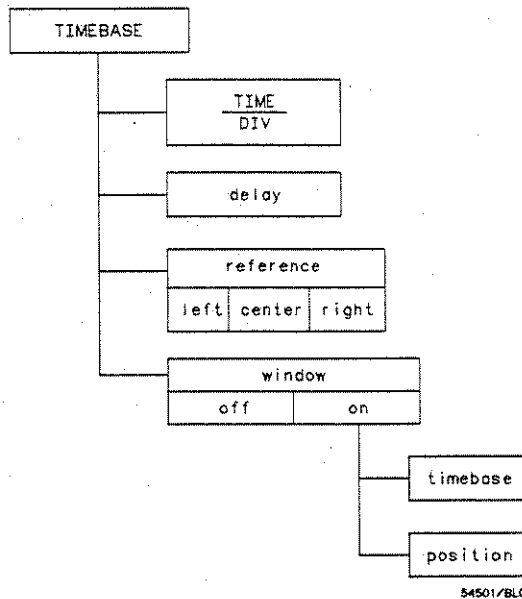 TIMEBASE
TIME
DIV
delay
reference
left center right
window
off on
timebase
position